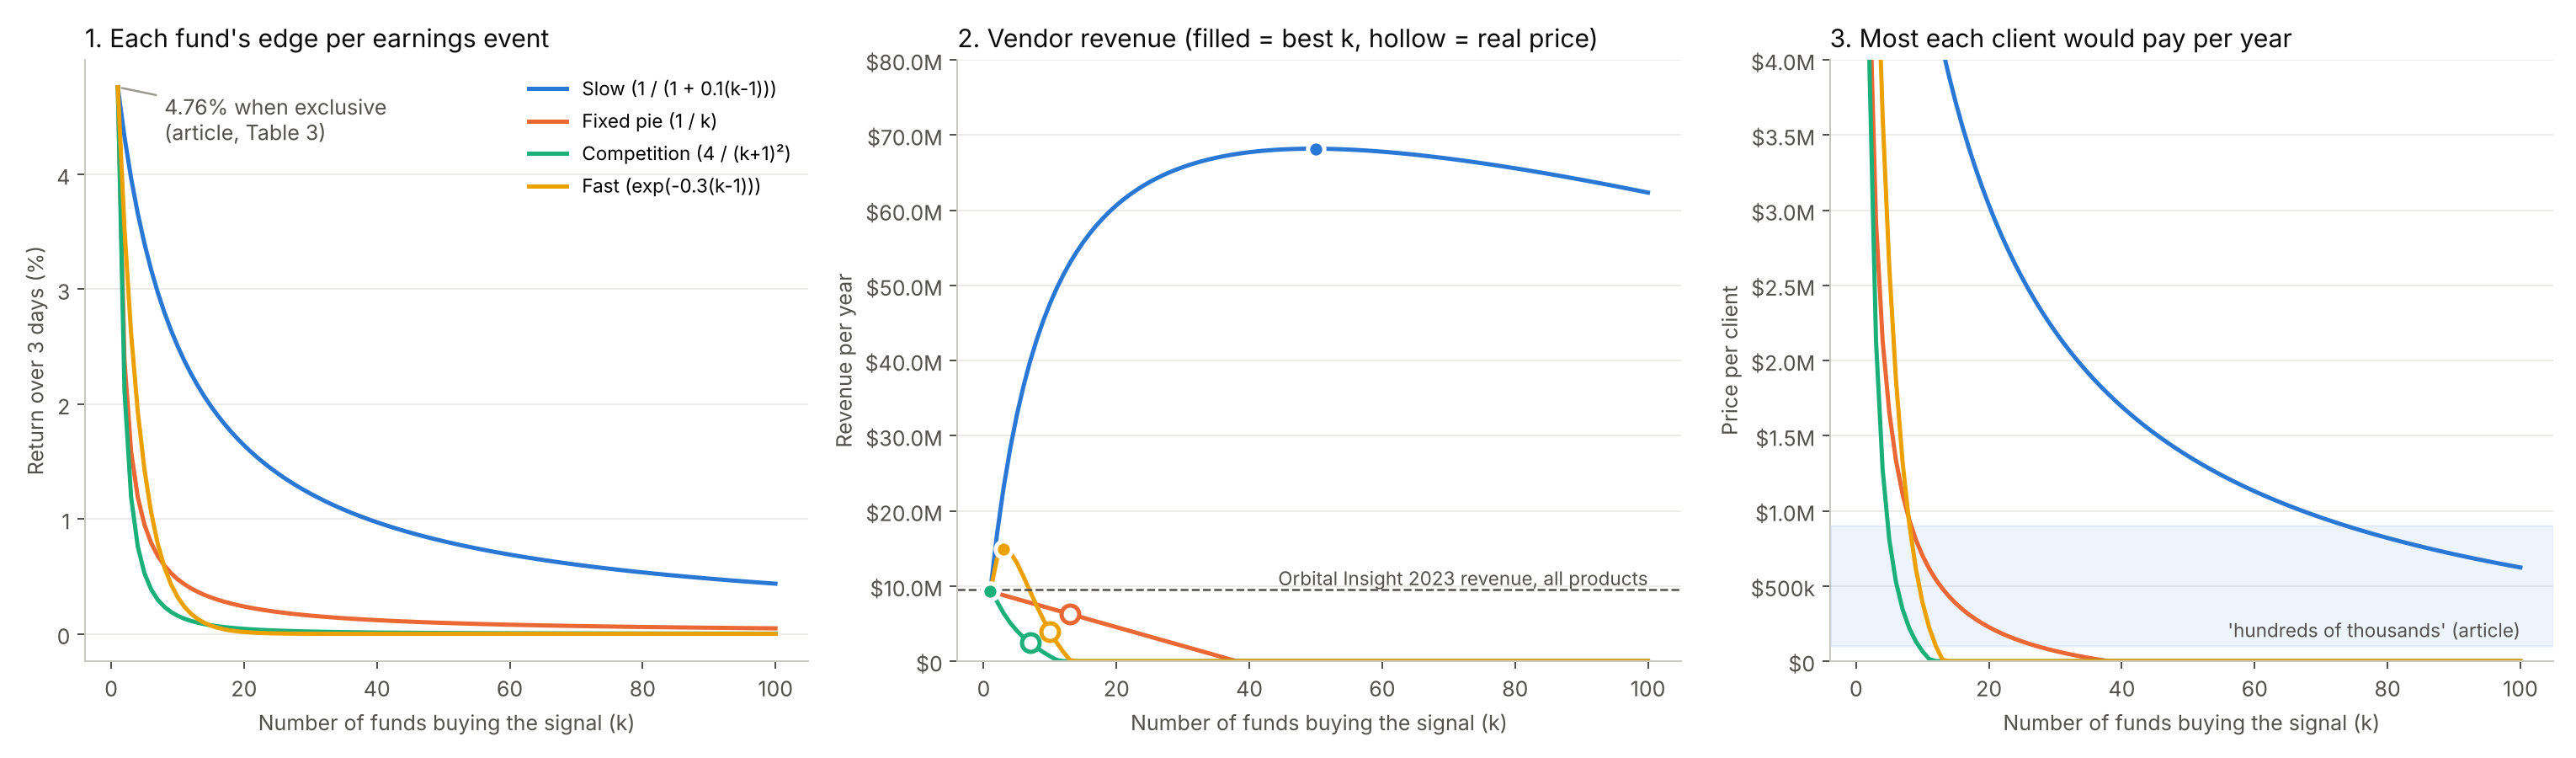 1. Each fund's edge per earnings event
4.76% when exclusive
(article, Table 3)
Slow (1 / (1 + 0.1(k-1)))
Fixed pie (1 / k)
Competition (4 / (k+1)²)
Fast (exp(-0.3(k-1)))
Return over 3 days (%)
4
3
2
1
0
0 20 40 60 80 100
Number of funds buying the signal (k)
2. Vendor revenue (filled = best k, hollow = real price)
Revenue per year
$80.0M
$70.0M
$60.0M
$50.0M
$40.0M
$30.0M
$20.0M
$10.0M
$0
Orbital Insight 2023 revenue, all products
0 20 40 60 80 100
Number of funds buying the signal (k)
3. Most each client would pay per year
Price per client
$4.0M
$3.5M
$3.0M
$2.5M
$2.0M
$1.5M
$1.0M
$500k
$0
'hundreds of thousands' (article)
0 20 40 60 80 100
Number of funds buying the signal (k)